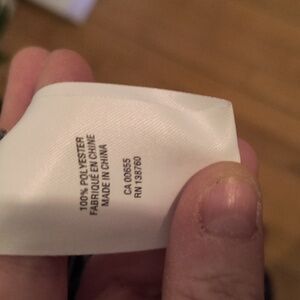 100% POLYESTER
FABRIQUÉ EN CHINE
MADE IN CHINA
CA 00655
RN 138760